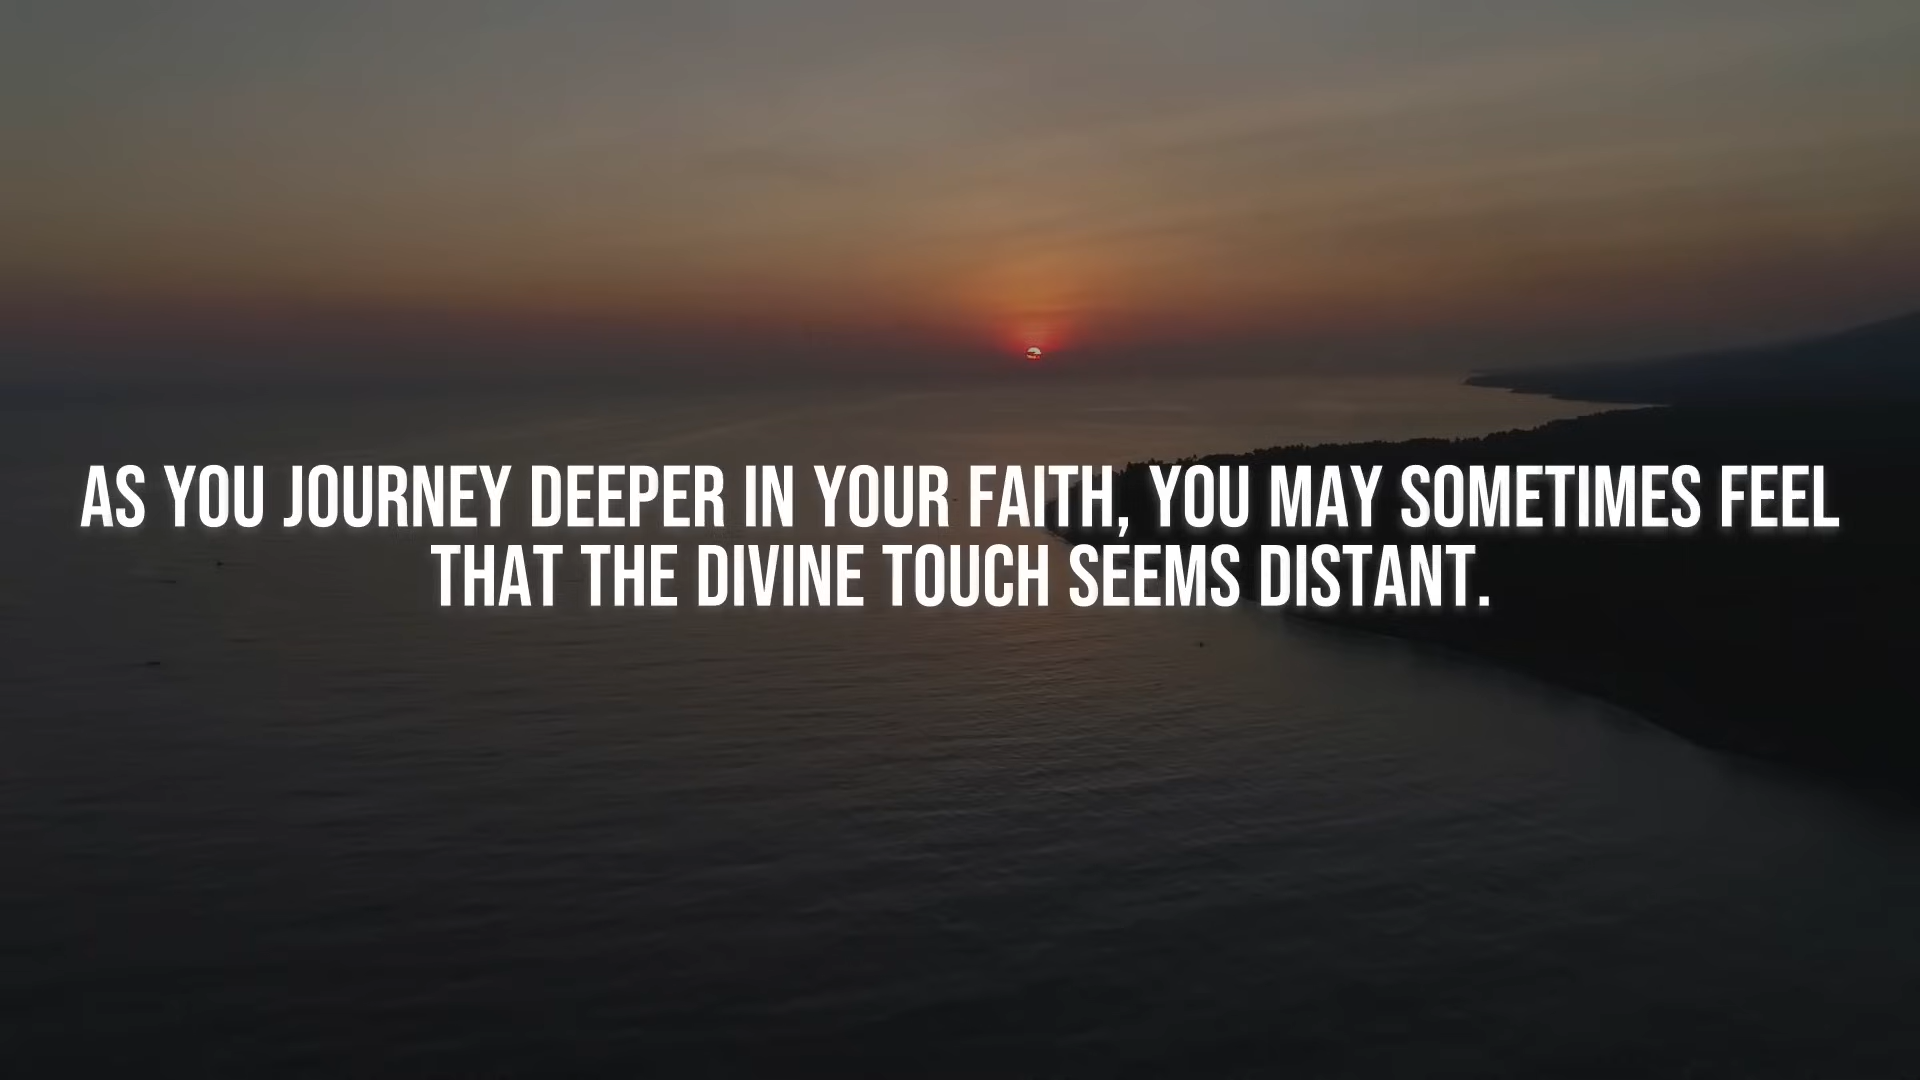 AS YOU JOURNEY DEEPER IN YOUR FAITH, YOU MAY SOMETIMES FEEL
THAT THE DIVINE TOUCH SEEMS DISTANT.